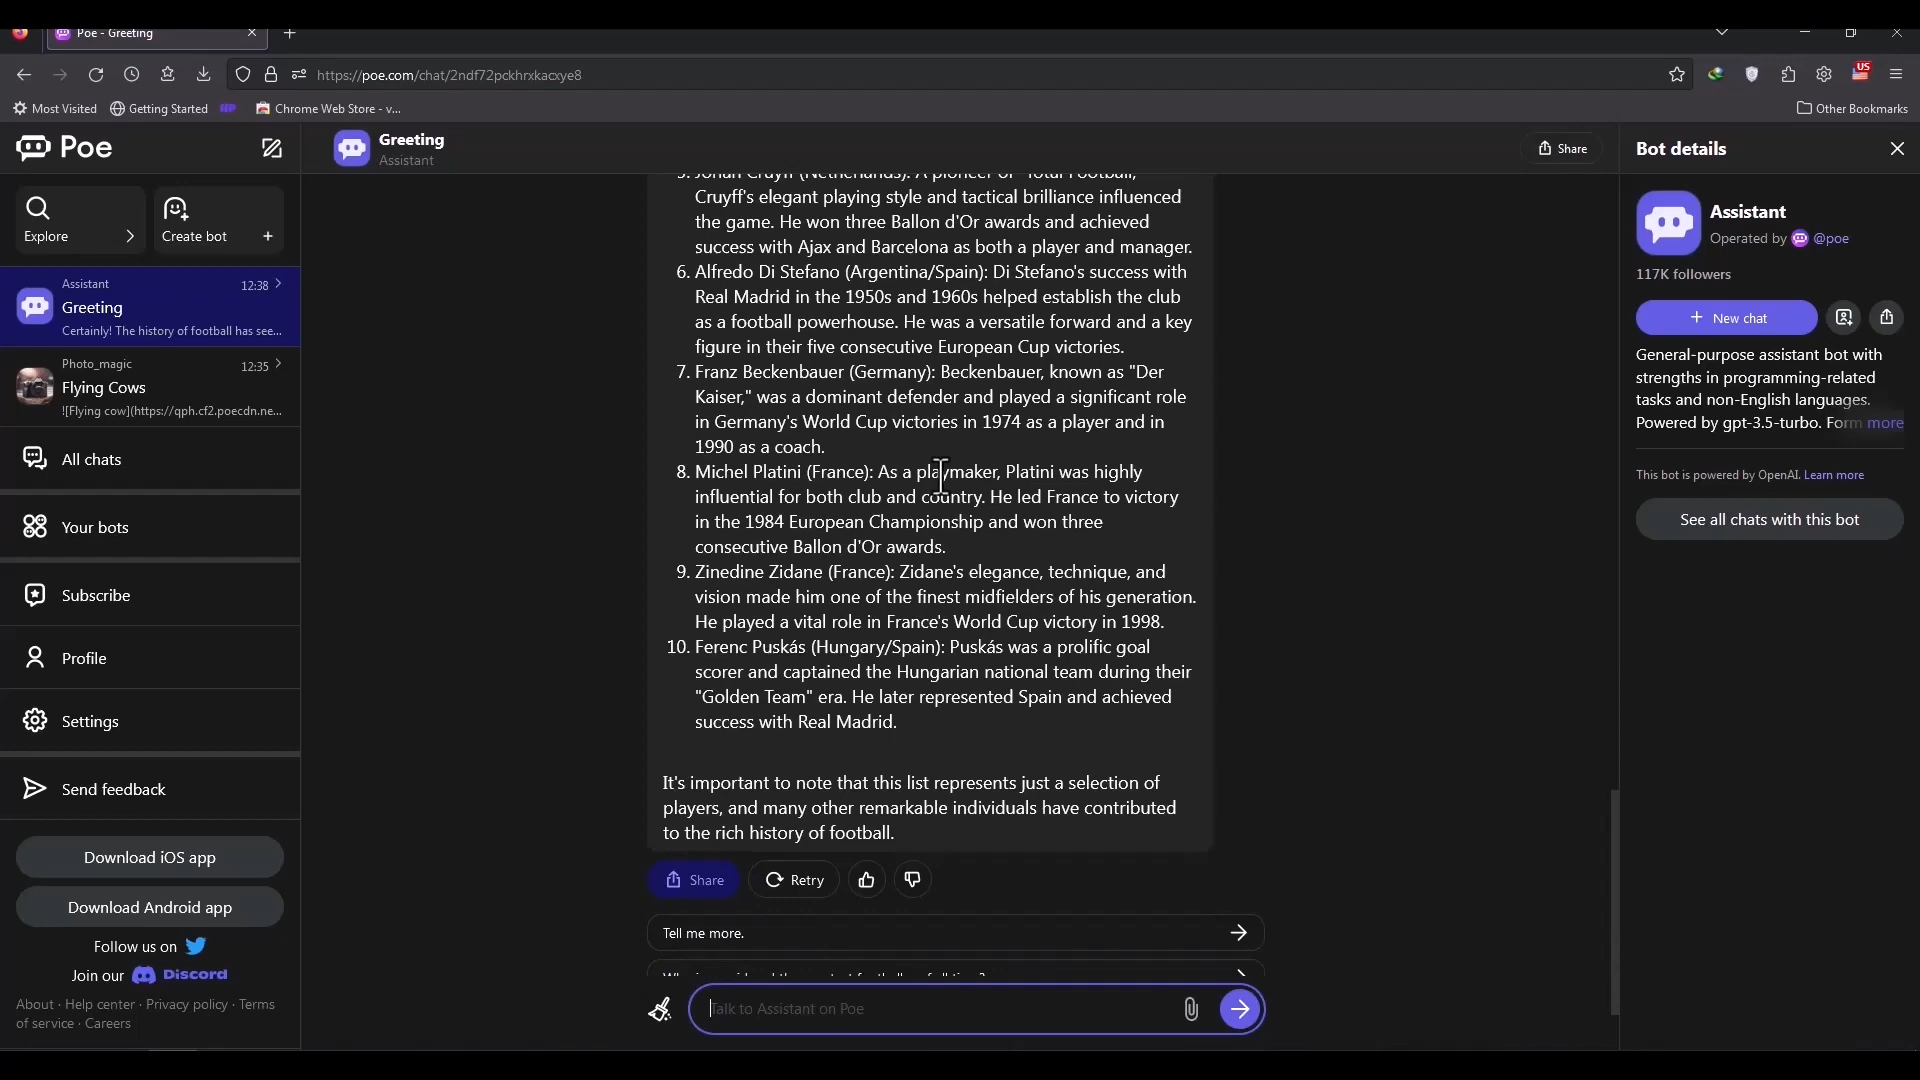 Poe - Greeting
https://poe.com/chat/2ndf72pckhrxkacxye8
US
Most Visited
Getting Started
Chrome Web Store - v...
Other Bookmarks
Poe
Explore
Create bot
Assistant
12:38
Greeting
Certainly! The history of football has see...
Photo_magic
12:35
Flying Cows
![Flying cow](https://qph.cf2.poecdn.ne...
All chats
Your bots
Subscribe
Profile
Settings
Send feedback
Download iOS app
Download Android app
Follow us on
Join our Discord
About · Help center · Privacy policy · Terms
of service · Careers
Greeting
Assistant
Share
5. Johan Cruyff (Netherlands): A pioneer of "Total Football,"
Cruyff's elegant playing style and tactical brilliance influenced
the game. He won three Ballon d'Or awards and achieved
success with Ajax and Barcelona as both a player and manager.
6. Alfredo Di Stefano (Argentina/Spain): Di Stefano's success with
Real Madrid in the 1950s and 1960s helped establish the club
as a football powerhouse. He was a versatile forward and a key
figure in their five consecutive European Cup victories.
7. Franz Beckenbauer (Germany): Beckenbauer, known as "Der
Kaiser," was a dominant defender and played a significant role
in Germany's World Cup victories in 1974 as a player and in
1990 as a coach.
8. Michel Platini (France): As a playmaker, Platini was highly
influential for both club and country. He led France to victory
in the 1984 European Championship and won three
consecutive Ballon d'Or awards.
9. Zinedine Zidane (France): Zidane's elegance, technique, and
vision made him one of the finest midfielders of his generation.
He played a vital role in France's World Cup victory in 1998.
10. Ferenc Puskás (Hungary/Spain): Puskás was a prolific goal
scorer and captained the Hungarian national team during their
"Golden Team" era. He later represented Spain and achieved
success with Real Madrid.
It's important to note that this list represents just a selection of
players, and many other remarkable individuals have contributed
to the rich history of football.
Share
Retry
Tell me more.
Talk to Assistant on Poe
Bot details
Assistant
Operated by @poe
117K followers
New chat
General-purpose assistant bot with
strengths in programming-related
tasks and non-English languages.
Powered by gpt-3.5-turbo. Form more
This bot is powered by OpenAI. Learn more
See all chats with this bot